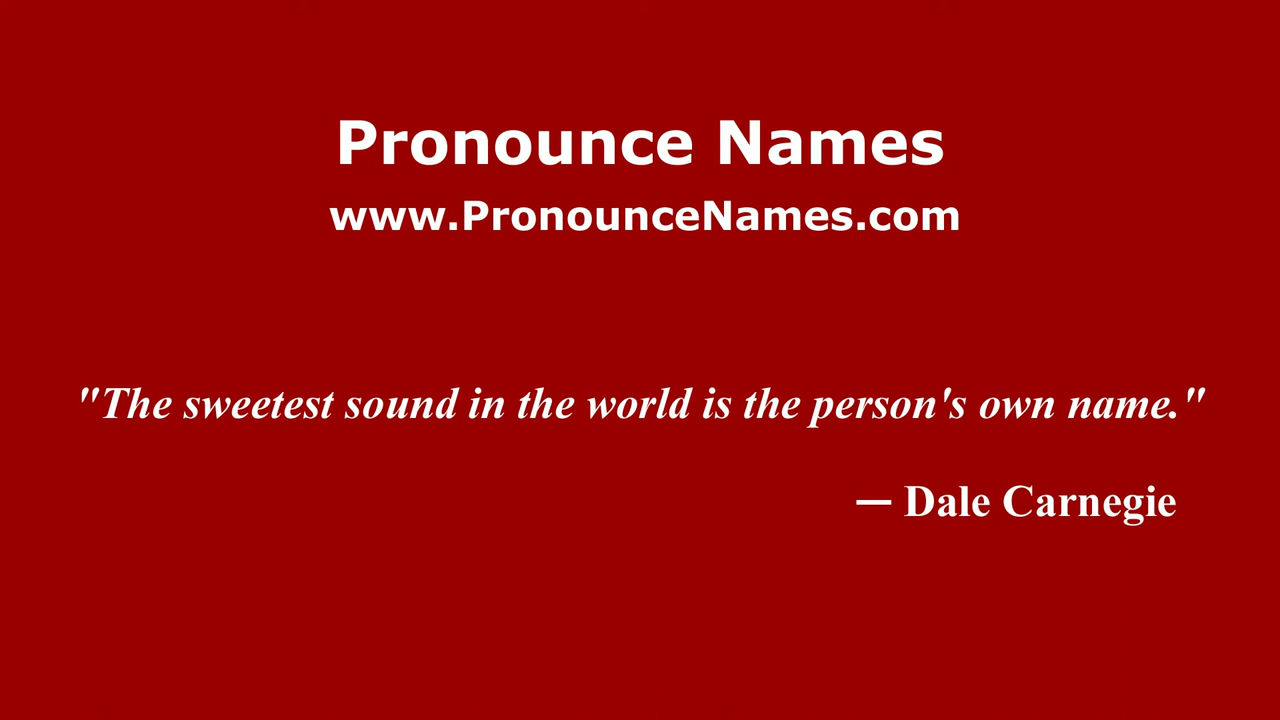 Pronounce Names
www.PronounceNames.com
"The sweetest sound in the world is the person's own name."
— Dale Carnegie